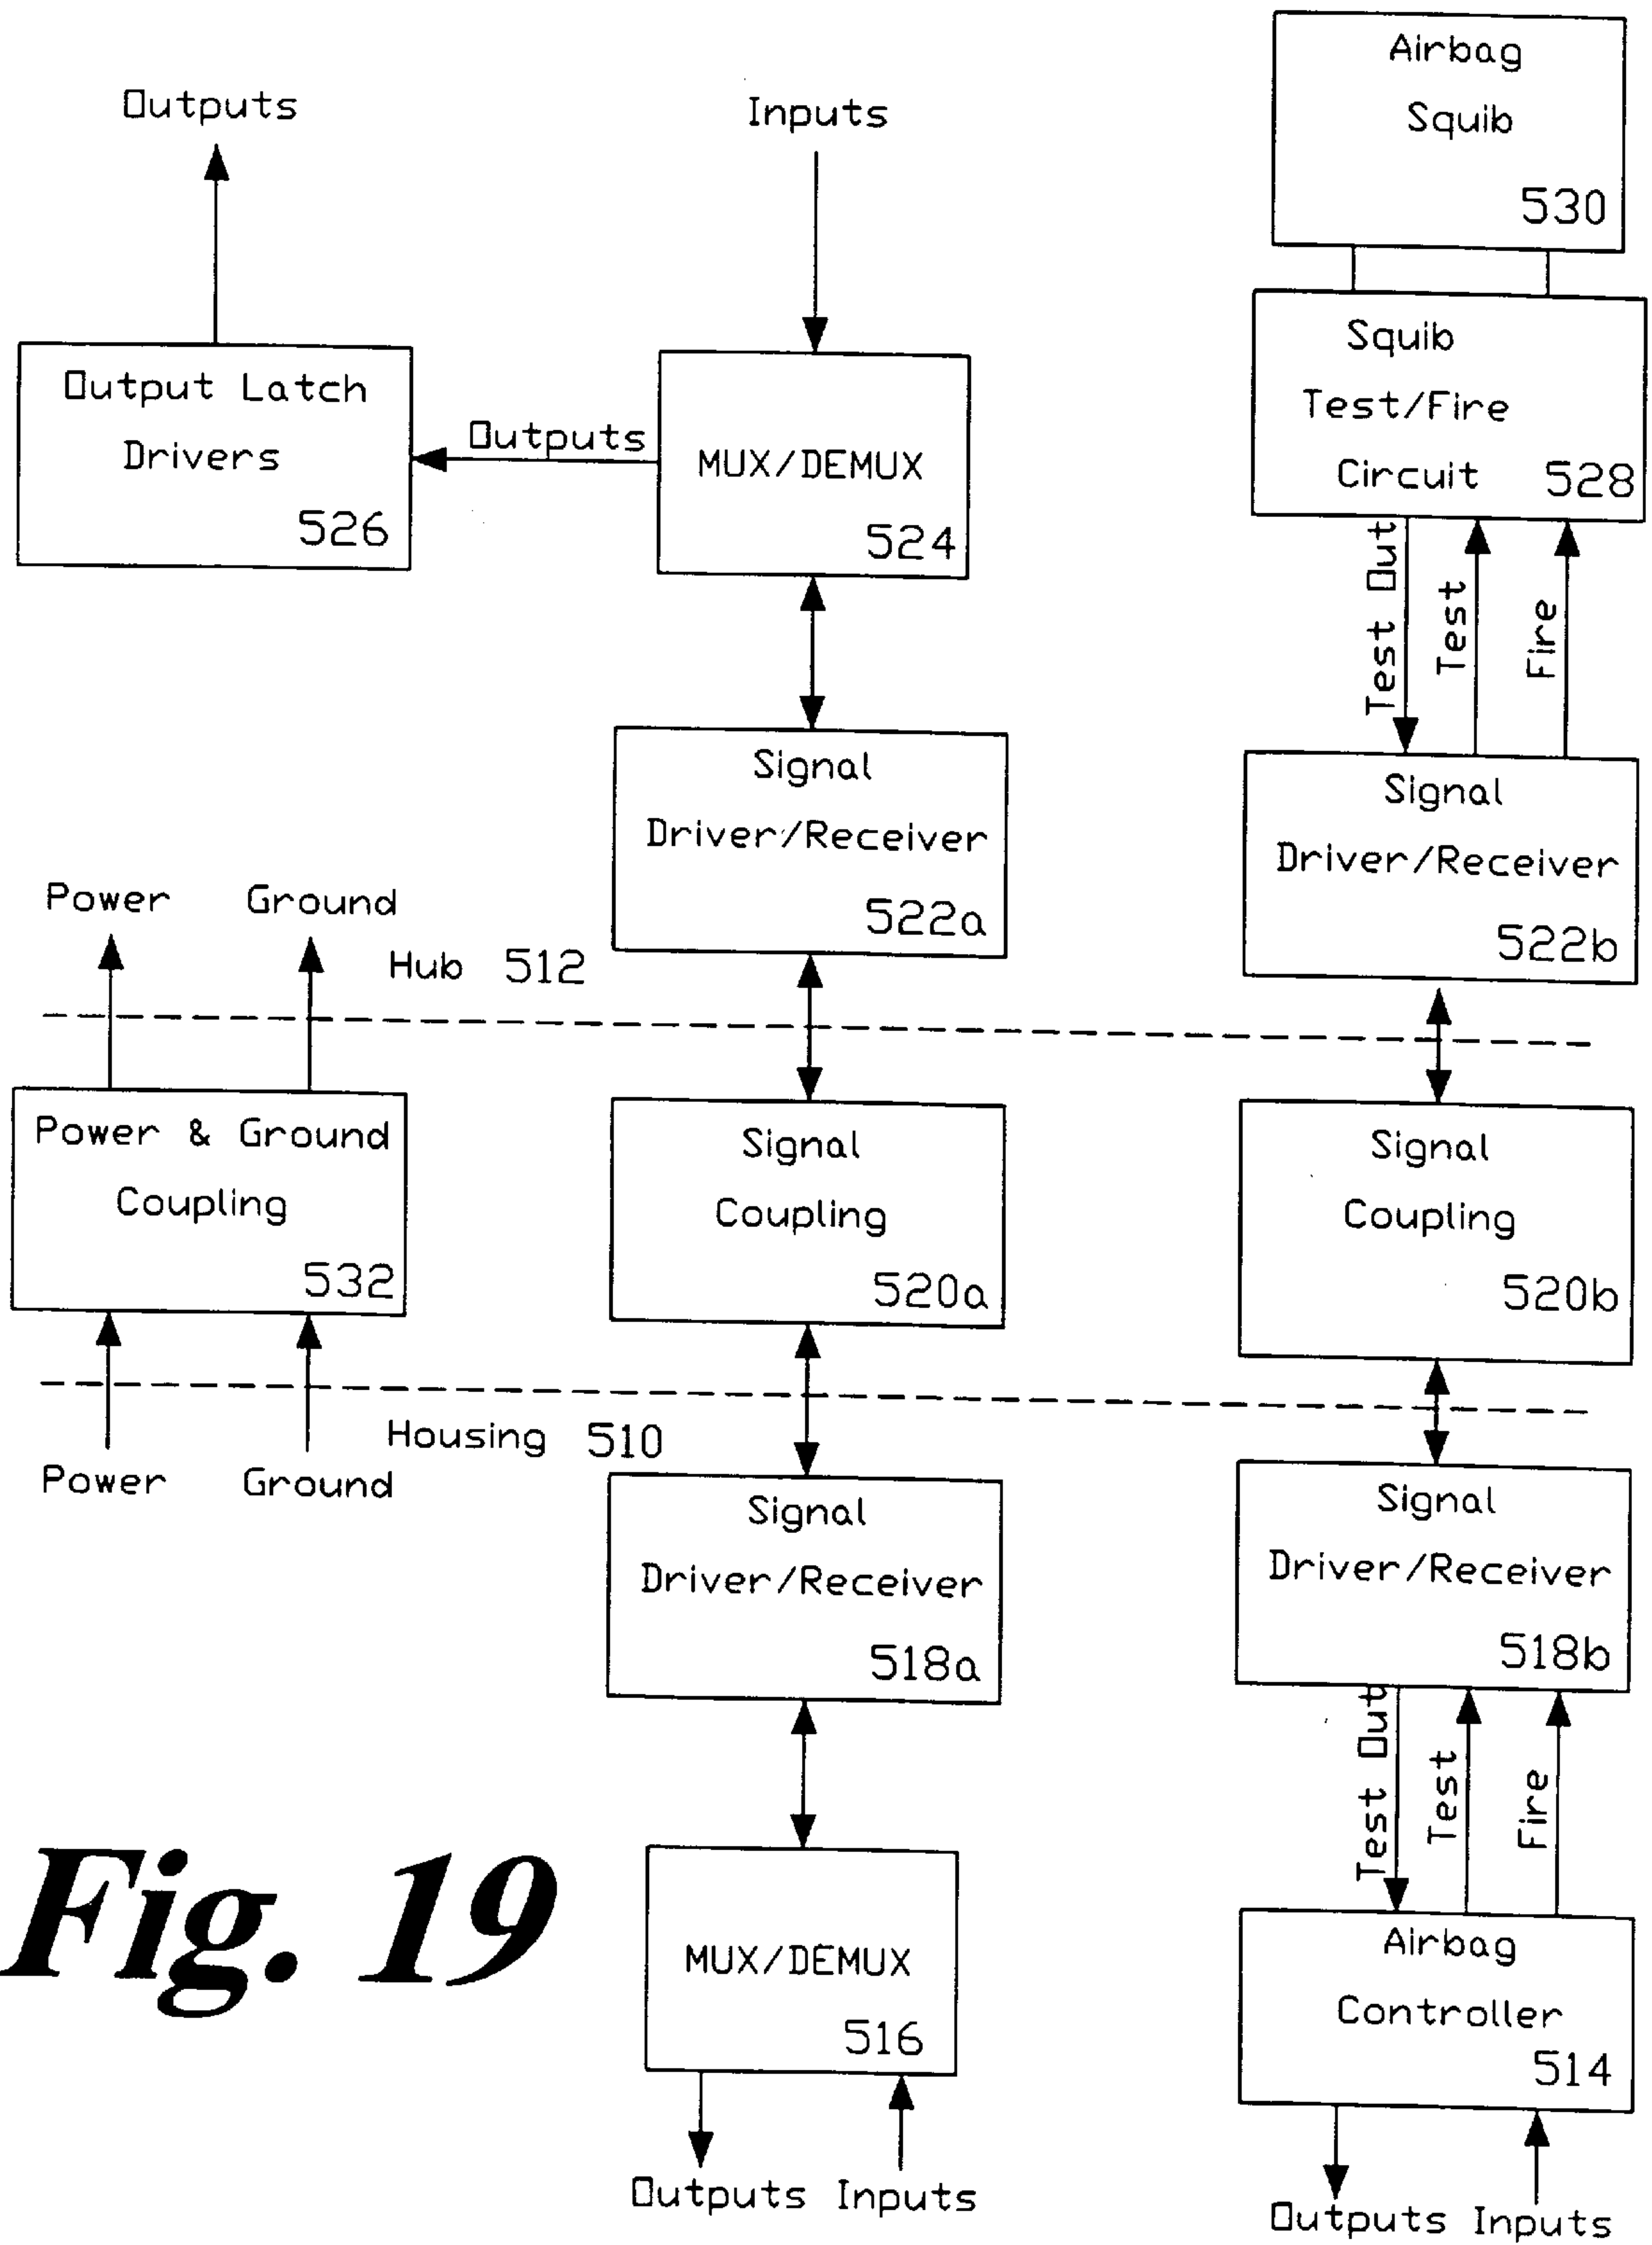 Outputs
Inputs
Airbag
Squib
530
Output Latch
Drivers
526
Outputs
MUX/DEMUX
524
Squib
Test/Fire
Circuit 528
Test Out
Test
Fire
Signal
Driver/Receiver
522a
Signal
Driver/Receiver
522b
Power
Ground
Hub 512
Power & Ground
Coupling
532
Signal
Coupling
520a
Signal
Coupling
520b
Housing 510
Power
Ground
Signal
Driver/Receiver
518a
Signal
Driver/Receiver
518b
Test Out
Test
Fire
MUX/DEMUX
516
Airbag
Controller
514
Outputs Inputs
Outputs Inputs
Fig. 19